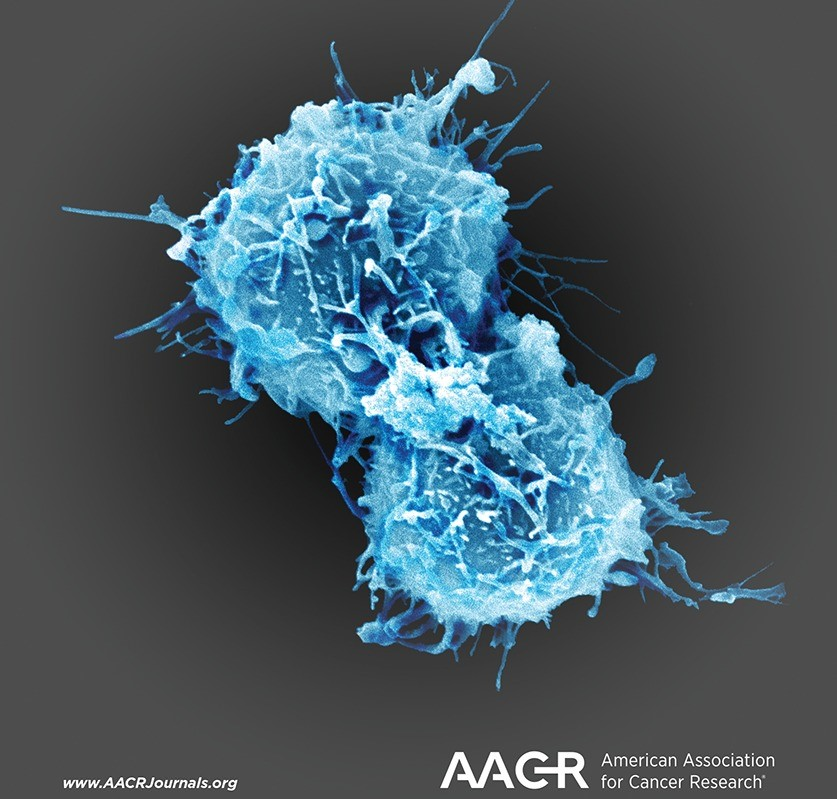 www.AACRJournals.org
AACR
American Association
for Cancer Research®